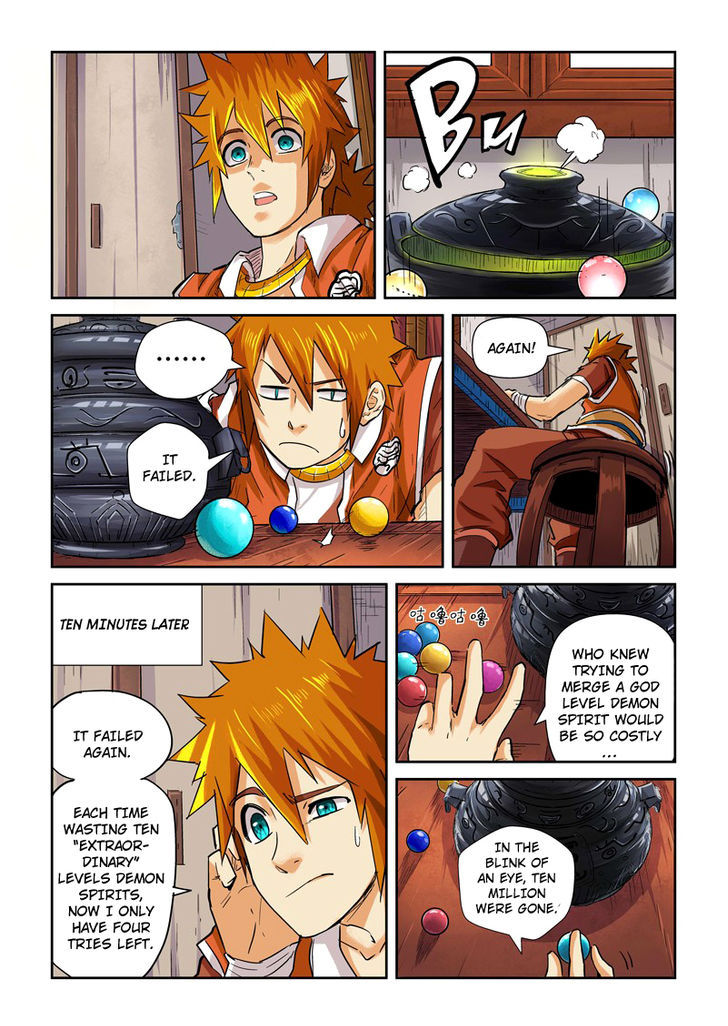 BU
......
IT
FAILED.
AGAIN!
TEN MINUTES LATER
IT FAILED
AGAIN.
EACH TIME
WASTING TEN
"EXTRAOR-
DINARY"
LEVELS DEMON
SPIRITS,
NOW I ONLY
HAVE FOUR
TRIES LEFT.
咕噜咕噜
WHO KNEW
TRYING TO
MERGE A GOD
LEVEL DEMON
SPIRIT WOULD
BE SO COSTLY
...
IN THE
BLINK OF
AN EYE, TEN
MILLION
WERE GONE.